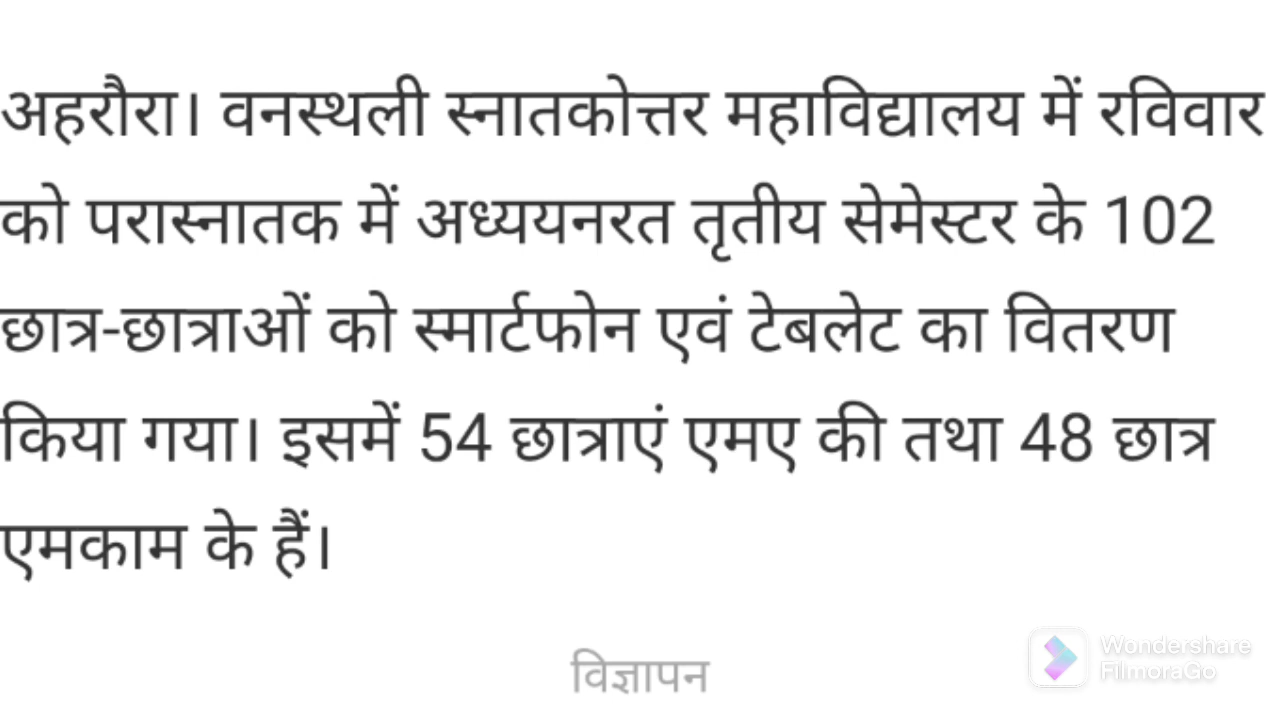 अहरौरा। वनस्थली स्नातकोत्तर महाविद्यालय में रविवार
को परास्नातक में अध्ययनरत तृतीय सेमेस्टर के 102
छात्र-छात्राओं को स्मार्टफोन एवं टेबलेट का वितरण
किया गया। इसमें 54 छात्राएं एमए की तथा 48 छात्र
एमकाम के हैं।
विज्ञापन
Wondershare
FilmoraGo